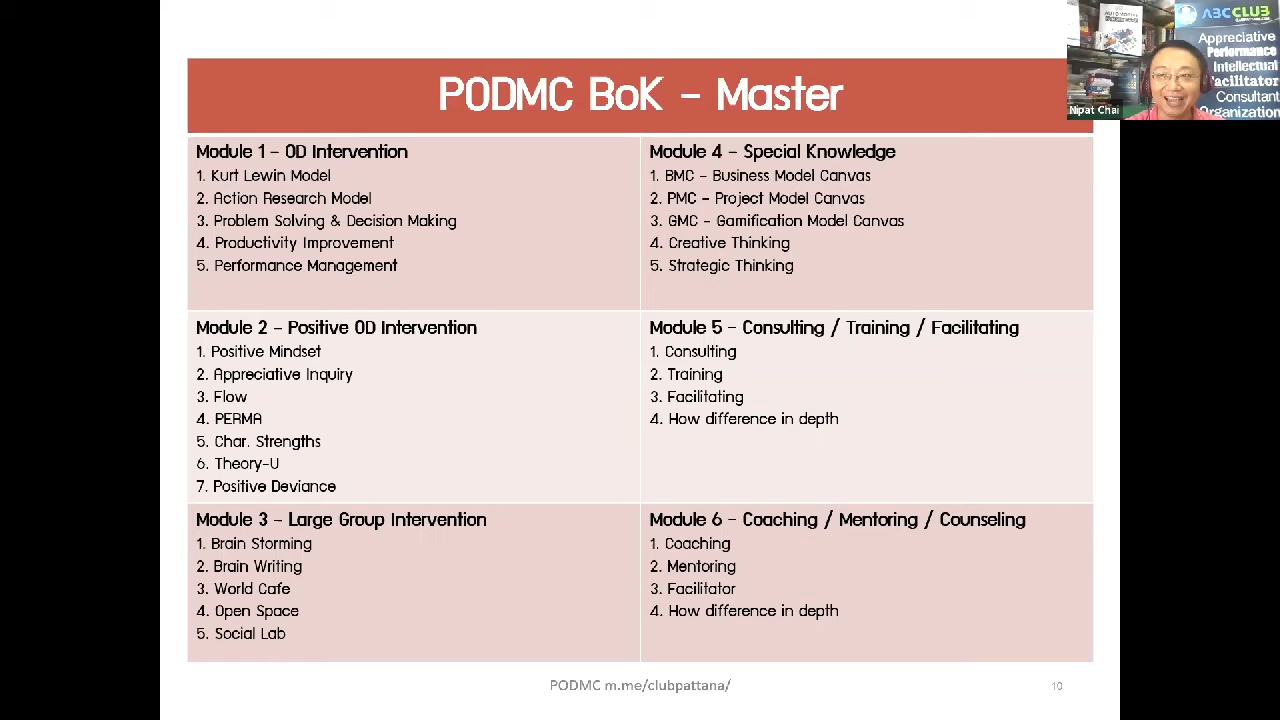 PODMC BoK - Master
Module 1 - OD Intervention
1. Kurt Lewin Model
2. Action Research Model
3. Problem Solving & Decision Making
4. Productivity Improvement
5. Performance Management
Module 4 - Special Knowledge
1. BMC - Business Model Canvas
2. PMC - Project Model Canvas
3. GMC - Gamification Model Canvas
4. Creative Thinking
5. Strategic Thinking
Module 2 - Positive OD Intervention
1. Positive Mindset
2. Appreciative Inquiry
3. Flow
4. PERMA
5. Char. Strengths
6. Theory-U
7. Positive Deviance
Module 5 - Consulting / Training / Facilitating
1. Consulting
2. Training
3. Facilitating
4. How difference in depth
Module 3 - Large Group Intervention
1. Brain Storming
2. Brain Writing
3. World Cafe
4. Open Space
5. Social Lab
Module 6 - Coaching / Mentoring / Counseling
1. Coaching
2. Mentoring
3. Facilitator
4. How difference in depth
PODMC m.me/clubpattana/
10
ABCCLUB
Appreciative
Performance
Intellectual
Facilitator
Consultant
Organization
Nipat Chai